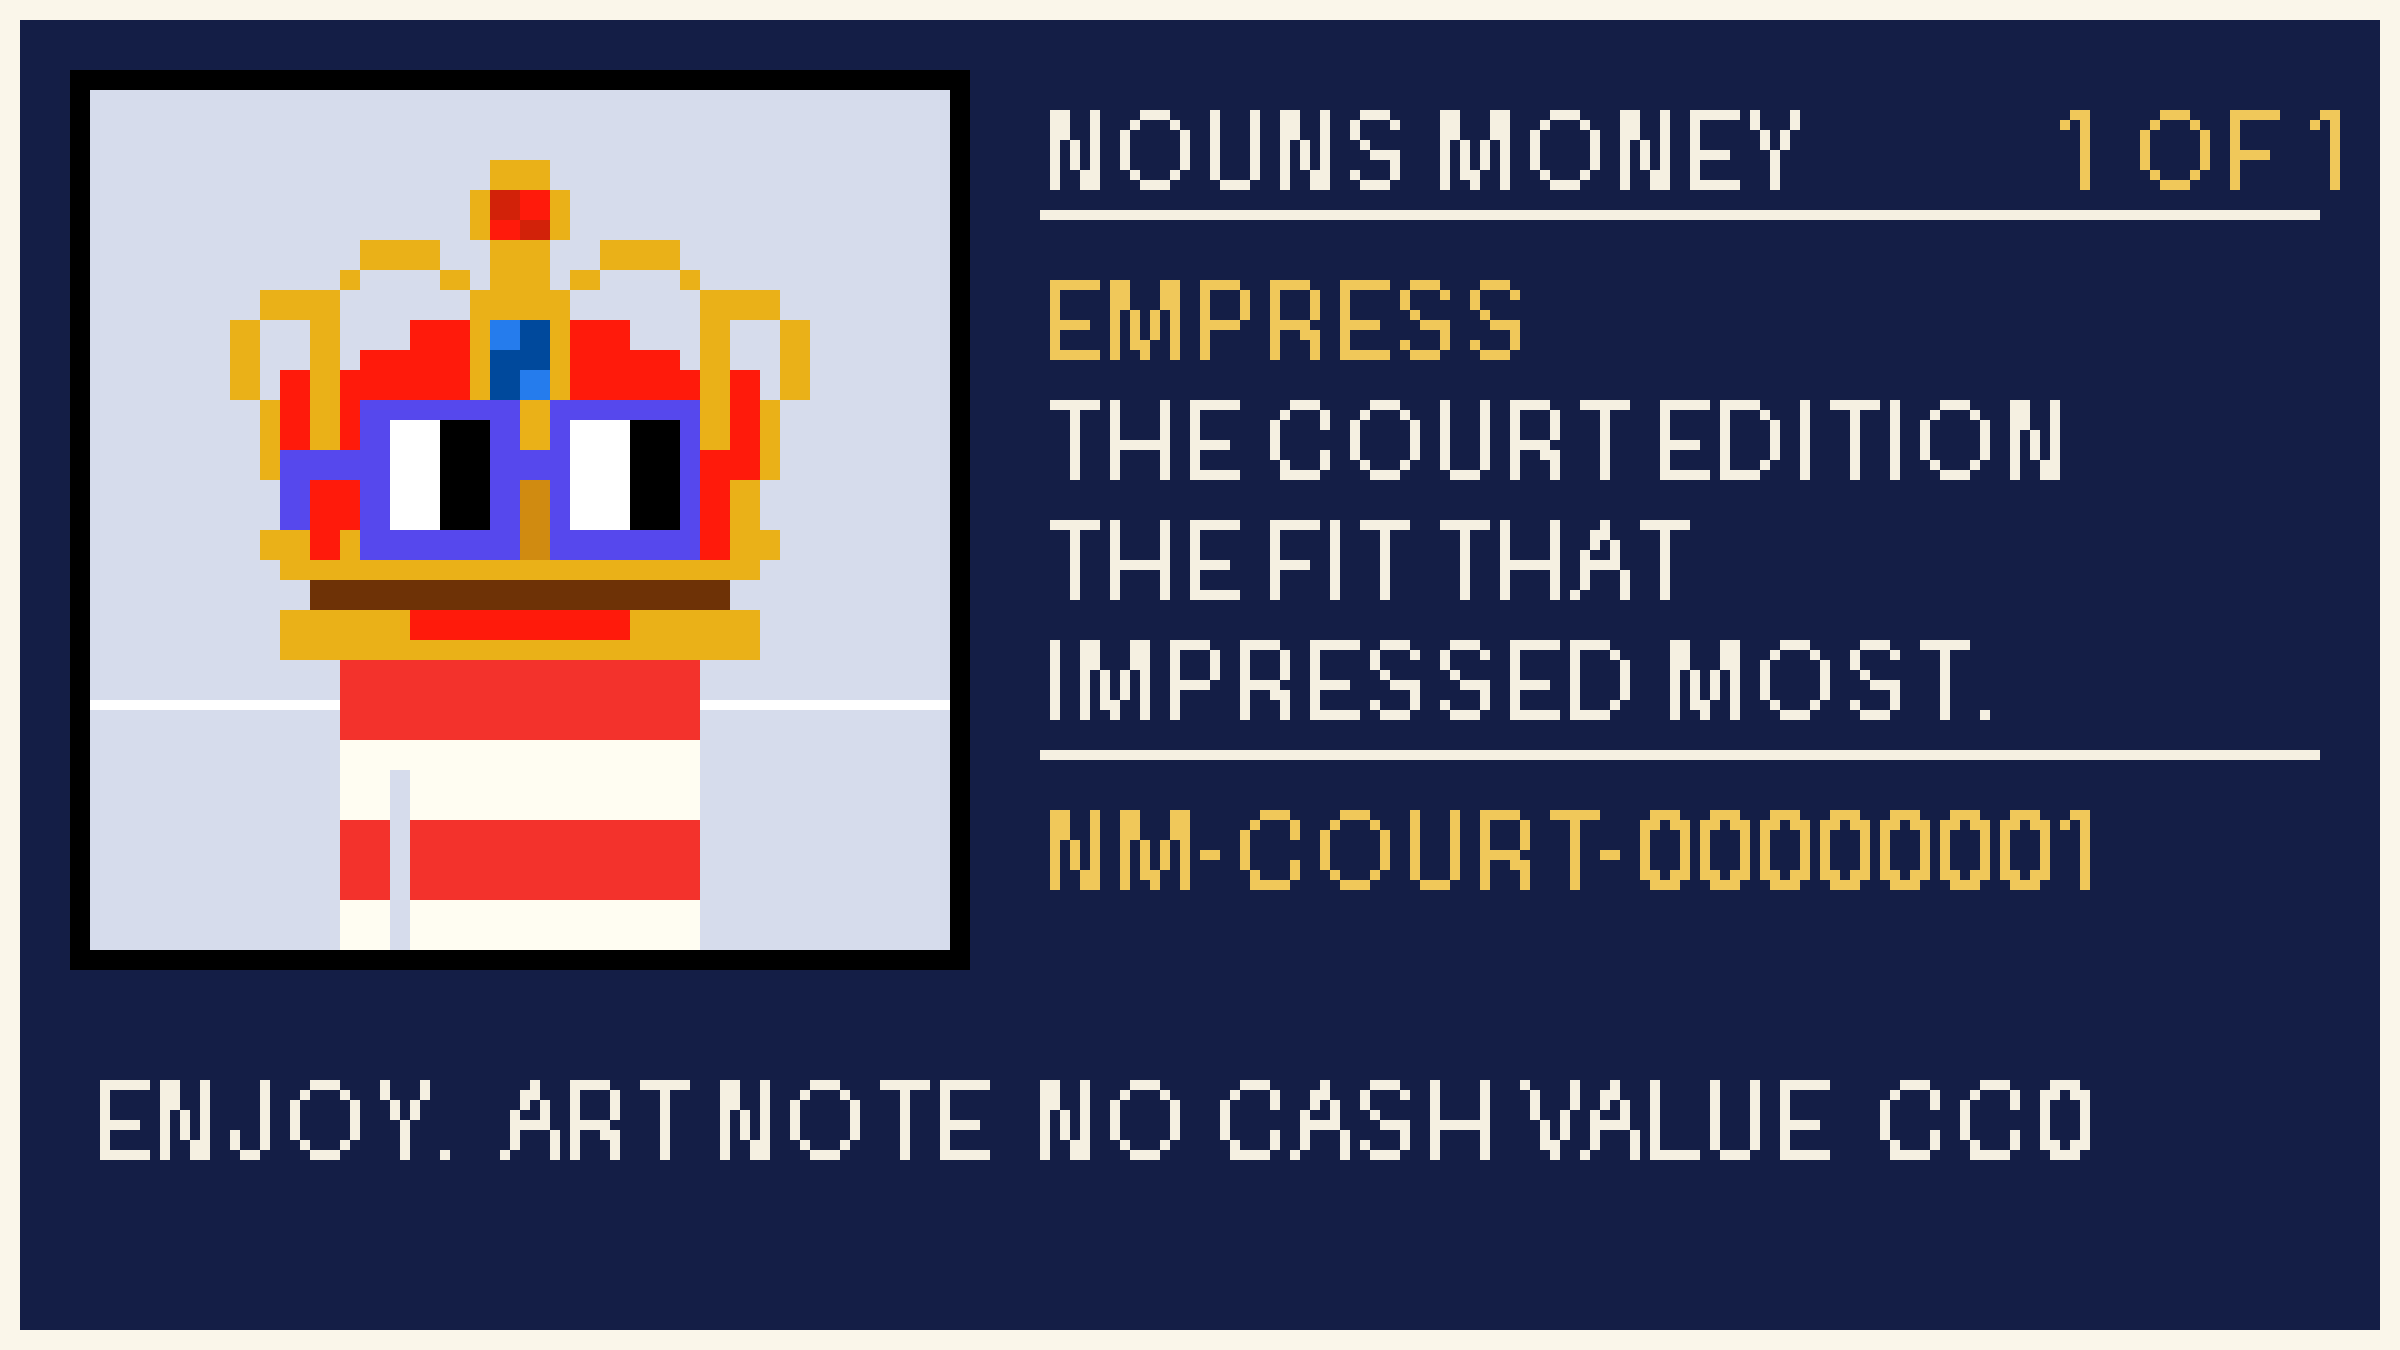 NOUNS MONEY 1 OF 1
EMPRESS
THE COURT EDITION
THE FIT THAT
IMPRESSED MOST.
NM-COURT-00000001
ENJOY. ART NOTE NO CASH VALUE CC0